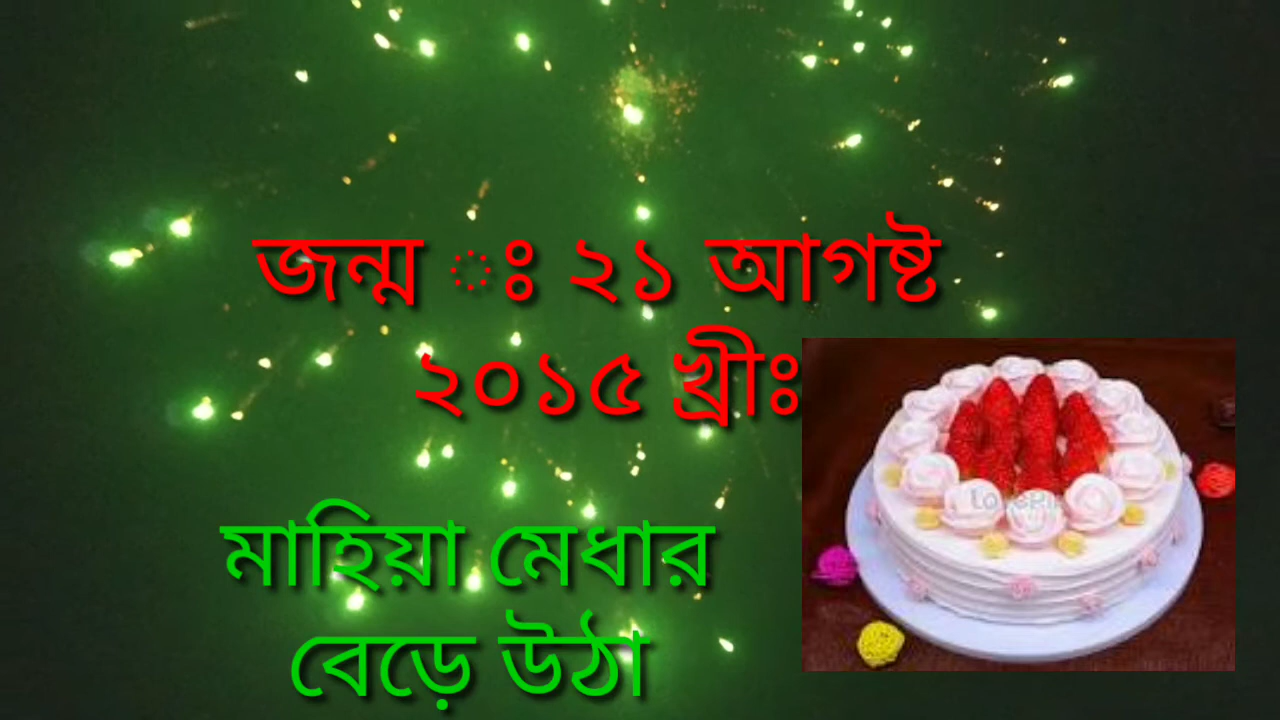 জন্ম ঃ ২১ আগষ্ট
২০১৫ খ্রীঃ
মাহিয়া মেধার
বেড়ে উঠা